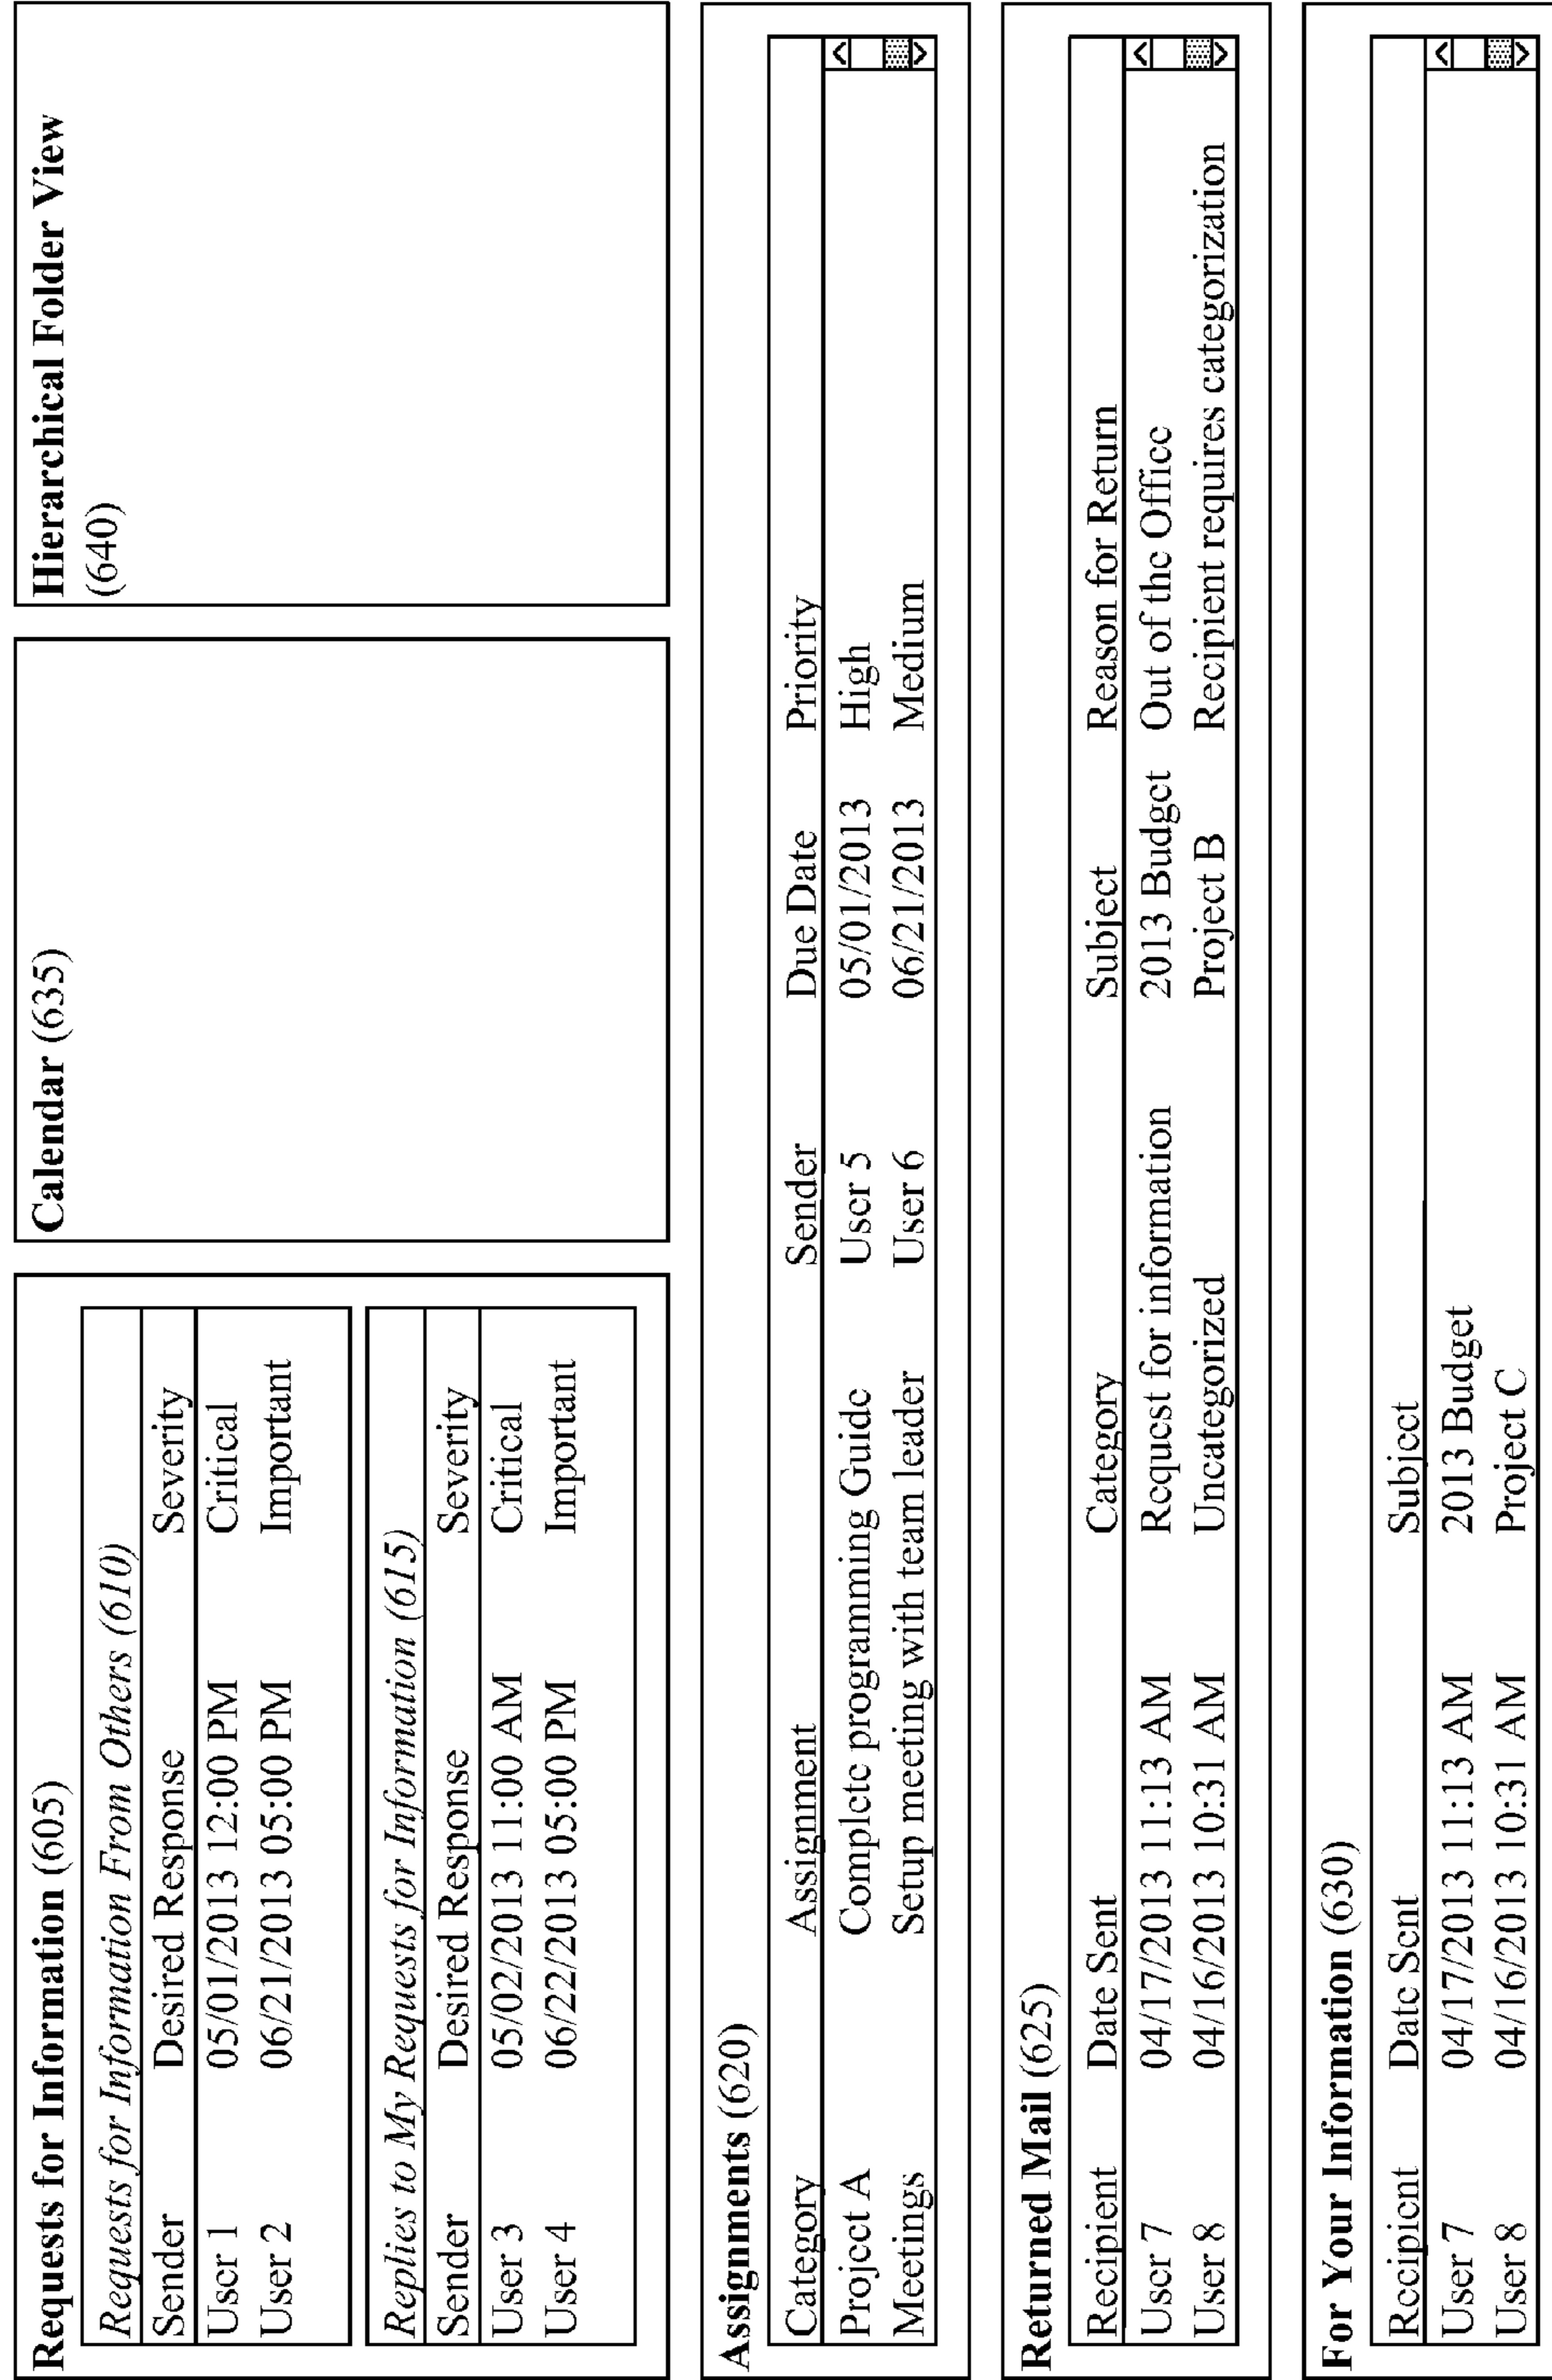 Requests for Information (605)
Requests for Information From Others (610)
Sender Desired Response Severity
User 1 05/01/2013 12:00 PM Critical
User 2 06/21/2013 05:00 PM Important
Replies to My Requests for Information (615)
Sender Desired Response Severity
User 3 05/02/2013 11:00 AM Critical
User 4 06/22/2013 05:00 PM Important
Calendar (635)
Hierarchical Folder View
(640)
Assignments (620)
Category Assignment Sender Due Date Priority
Project A Complete programming Guide User 5 05/01/2013 High
Meetings Setup meeting with team leader User 6 06/21/2013 Medium
Returned Mail (625)
Recipient Date Sent Category Subject Reason for Return
User 7 04/17/2013 11:13 AM Request for information 2013 Budget Out of the Office
User 8 04/16/2013 10:31 AM Uncategorized Project B Recipient requires categorization
For Your Information (630)
Recipient Date Sent Subject
User 7 04/17/2013 11:13 AM 2013 Budget
User 8 04/16/2013 10:31 AM Project C